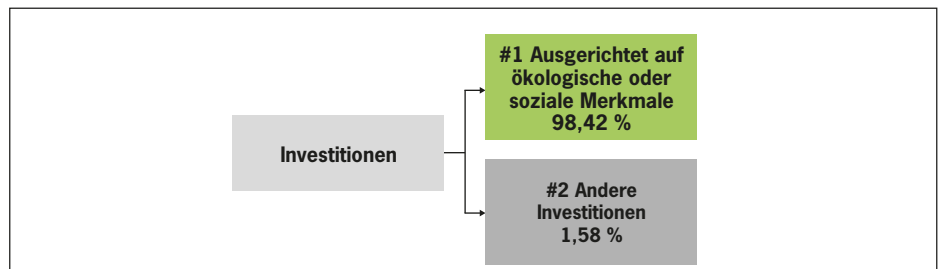 #1 Ausgerichtet auf
ökologische oder
soziale Merkmale
98,42 %
Investitionen
#2 Andere
Investitionen
1,58 %